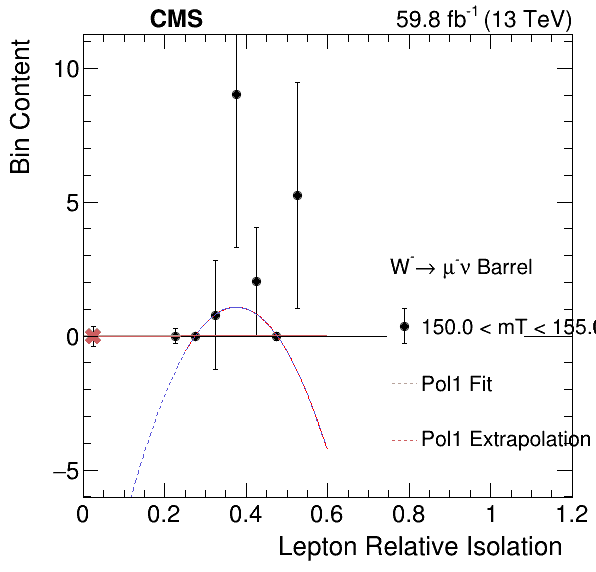 CMS
59.8 fb⁻¹ (13 TeV)
Bin Content
10
5
0
−5
W⁻→ μ⁻ν Barrel
150.0 < mT < 155.0
Pol1 Fit
Pol1 Extrapolation
0 0.2 0.4 0.6 0.8 1 1.2
Lepton Relative Isolation